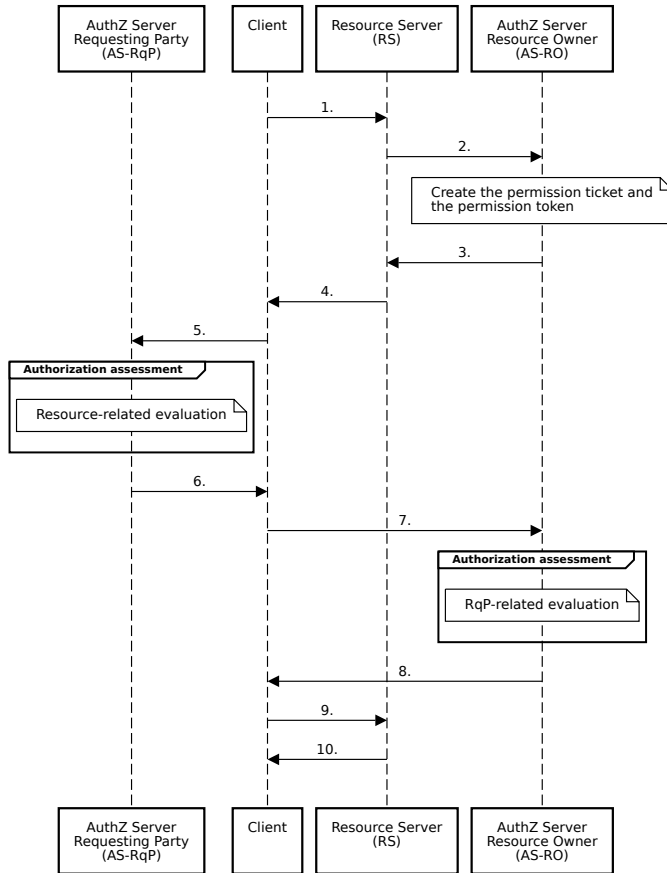 AuthZ Server
Requesting Party
(AS-RqP)
Client
Resource Server
(RS)
AuthZ Server
Resource Owner
(AS-RO)
1.
2.
Create the permission ticket and
the permission token
3.
4.
5.
Authorization assessment
Resource-related evaluation
6.
7.
Authorization assessment
RqP-related evaluation
8.
9.
10.
AuthZ Server
Requesting Party
(AS-RqP)
Client
Resource Server
(RS)
AuthZ Server
Resource Owner
(AS-RO)